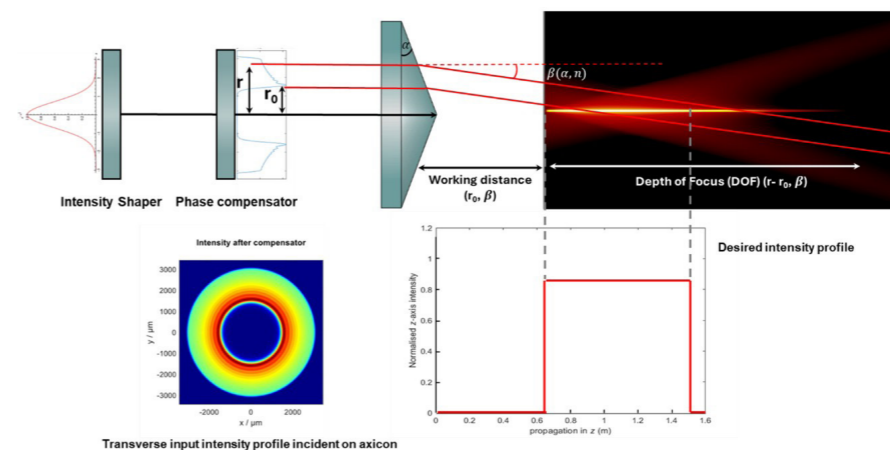 α
β(α, n)
r
r₀
Working distance
(r₀, β)
Depth of Focus (DOF) (r- r₀, β)
Intensity Shaper
Phase compensator
Desired intensity profile
Intensity after compensator
3000
2000
1000
0
-1000
-2000
-3000
y / µm
-2000 0 2000
x / µm
Transverse input intensity profile incident on axicon
Normalised z-axis intensity
1.2
1
0.8
0.6
0.4
0.2
0
0 0.2 0.4 0.6 0.8 1 1.2 1.4 1.6
propagation in z (m)